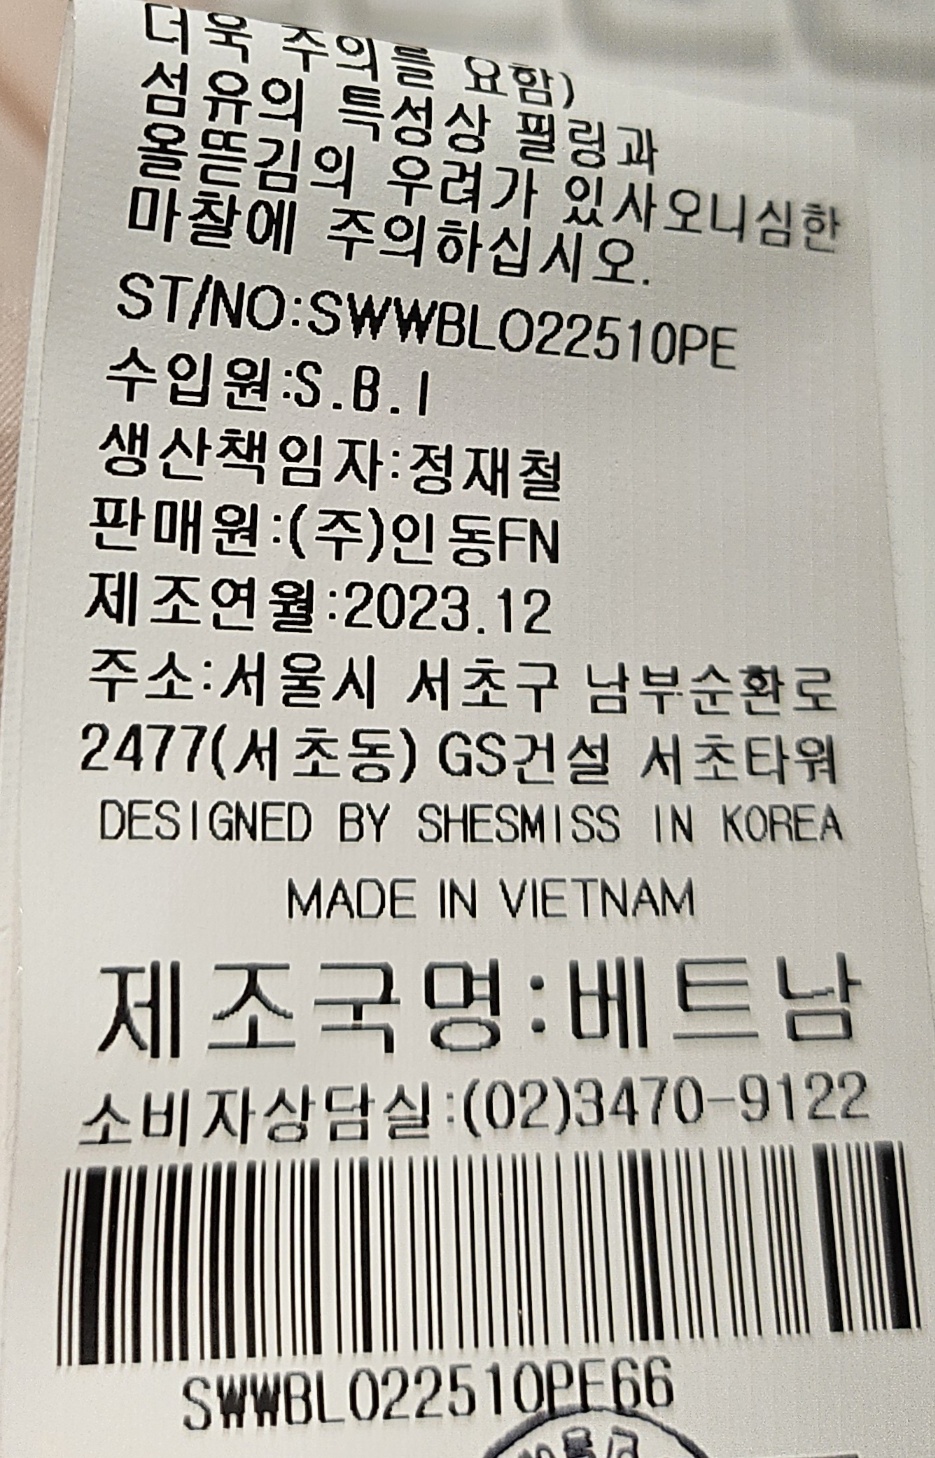 더욱 주의를 요함)
섬유의 특성상 필링과
올뜯김의 우려가 있사오니심한
마찰에 주의하십시오.
ST/NO:SWWBLO22510PE
수입원:S.B.I
생산책임자:정재철
판매원:(주)인동FN
제조연월:2023.12
주소:서울시 서초구 남부순환로
2477(서초동) GS건설 서초타워
DESIGNED BY SHESMISS IN KOREA
MADE IN VIETNAM
제조국명:베트남
소비자상담실:(02)3470-9122
SWWBLO22510PE66